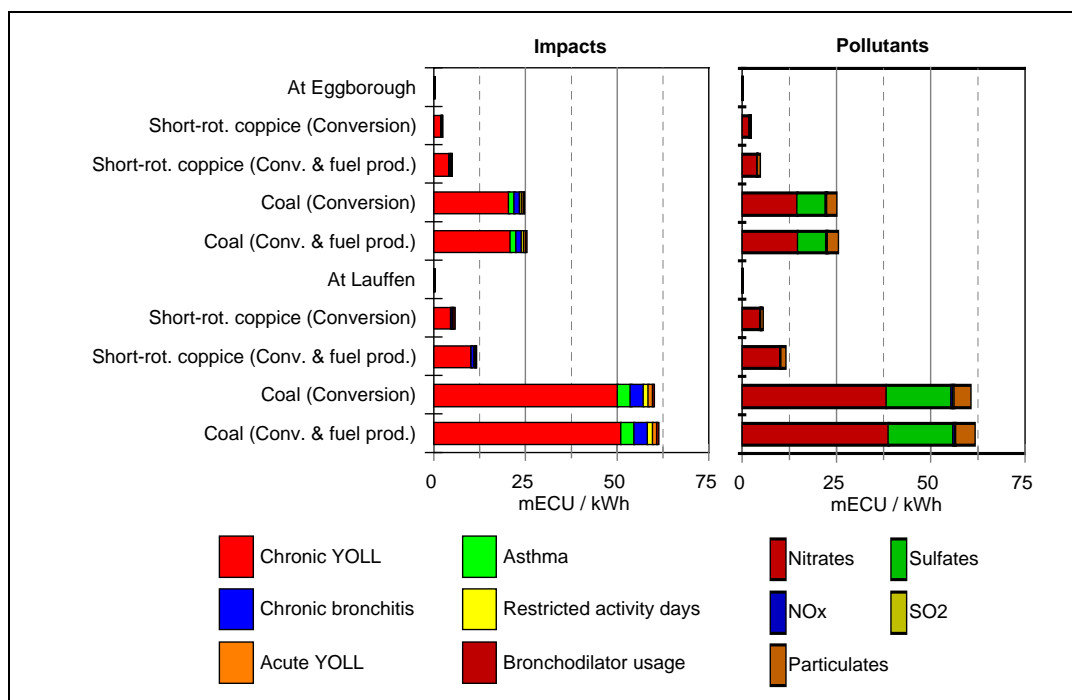 Impacts
Pollutants
At Eggborough
Short-rot. coppice (Conversion)
Short-rot. coppice (Conv. & fuel prod.)
Coal (Conversion)
Coal (Conv. & fuel prod.)
At Lauffen
Short-rot. coppice (Conversion)
Short-rot. coppice (Conv. & fuel prod.)
Coal (Conversion)
Coal (Conv. & fuel prod.)
0 25 50 75
mECU / kWh
0 25 50 75
mECU / kWh
Chronic YOLL
Asthma
Chronic bronchitis
Restricted activity days
Acute YOLL
Bronchodilator usage
Nitrates
Sulfates
NOx
SO2
Particulates